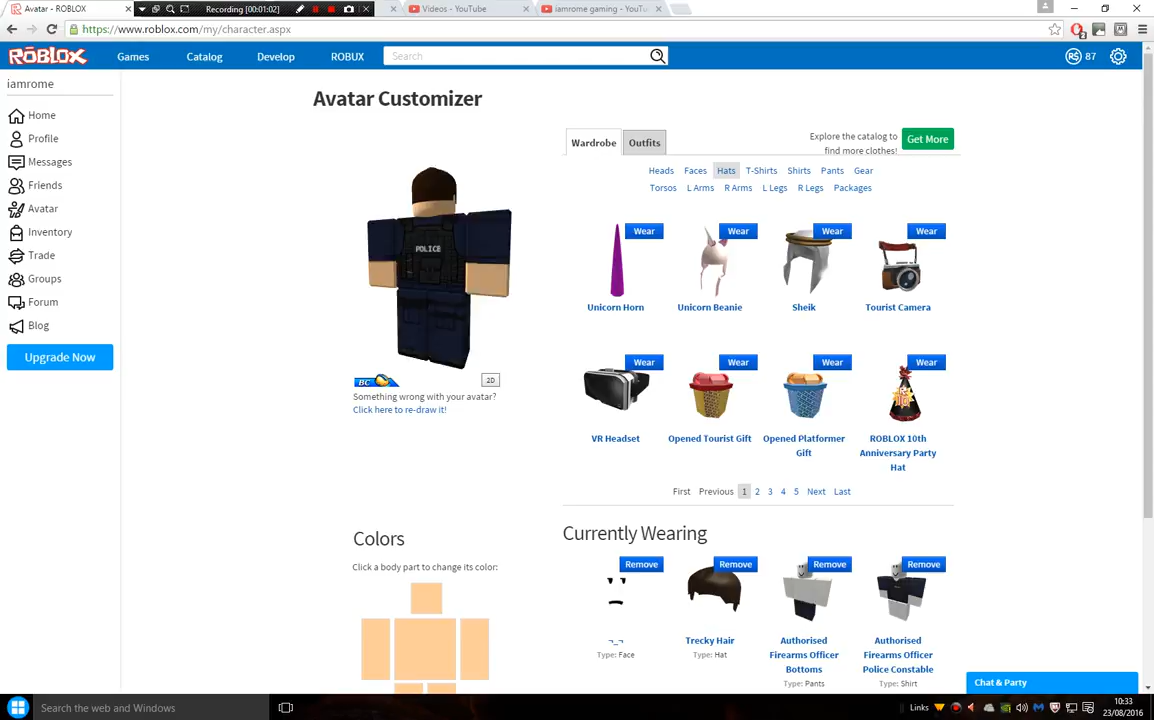 Avatar - ROBLOX
Recording [00:01:02]
Videos - YouTube
iamrome gaming - YouTu
https://www.roblox.com/my/character.aspx
ROBLOX
Games
Catalog
Develop
ROBUX
Search
R$ 87
iamrome
Home
Profile
Messages
Friends
Avatar
Inventory
Trade
Groups
Forum
Blog
Upgrade Now
Avatar Customizer
POLICE
BC
2D
Something wrong with your avatar?
Click here to re-draw it!
Colors
Click a body part to change its color:
Wardrobe
Outfits
Explore the catalog to
find more clothes!
Get More
Heads Faces Hats T-Shirts Shirts Pants Gear
Torsos L Arms R Arms L Legs R Legs Packages
Wear Wear Wear Wear
Unicorn Horn
Unicorn Beanie
Sheik
Tourist Camera
Wear Wear Wear Wear
VR Headset
Opened Tourist Gift
Opened Platformer
Gift
ROBLOX 10th
Anniversary Party
Hat
First Previous 1 2 3 4 5 Next Last
Currently Wearing
Remove Remove Remove Remove
¬_¬
Type: Face
Trecky Hair
Type: Hat
Authorised
Firearms Officer
Bottoms
Type: Pants
Authorised
Firearms Officer
Police Constable
Type: Shirt
Chat & Party
Search the web and Windows
Links
10:33
23/08/2016